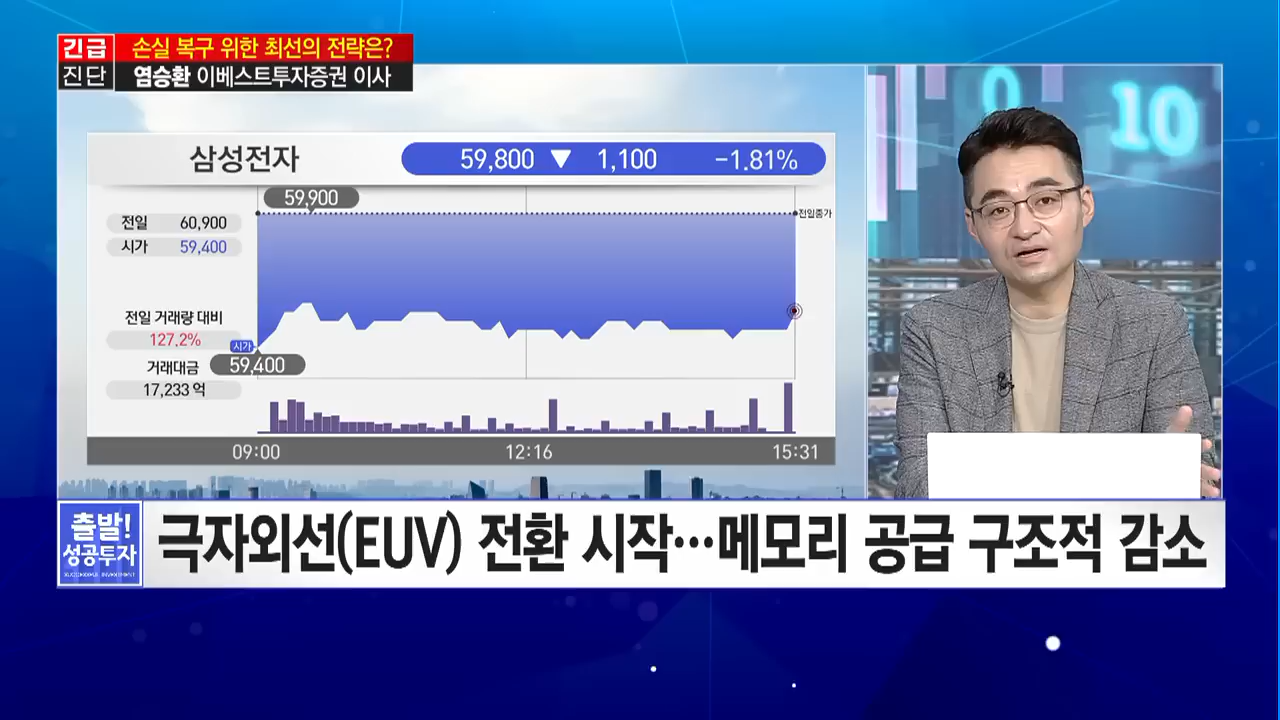 긴급
진단
손실 복구 위한 최선의 전략은?
염승환 이베스트투자증권 이사
삼성전자
59,800 ▼ 1,100 -1.81%
59,900
전일종가
전일 60,900
시가 59,400
전일 거래량 대비
127.2%
시가
거래대금
59,400
17,233 억
09:00 12:16 15:31
0 10
출발!
성공투자
극자외선(EUV) 전환 시작…메모리 공급 구조적 감소